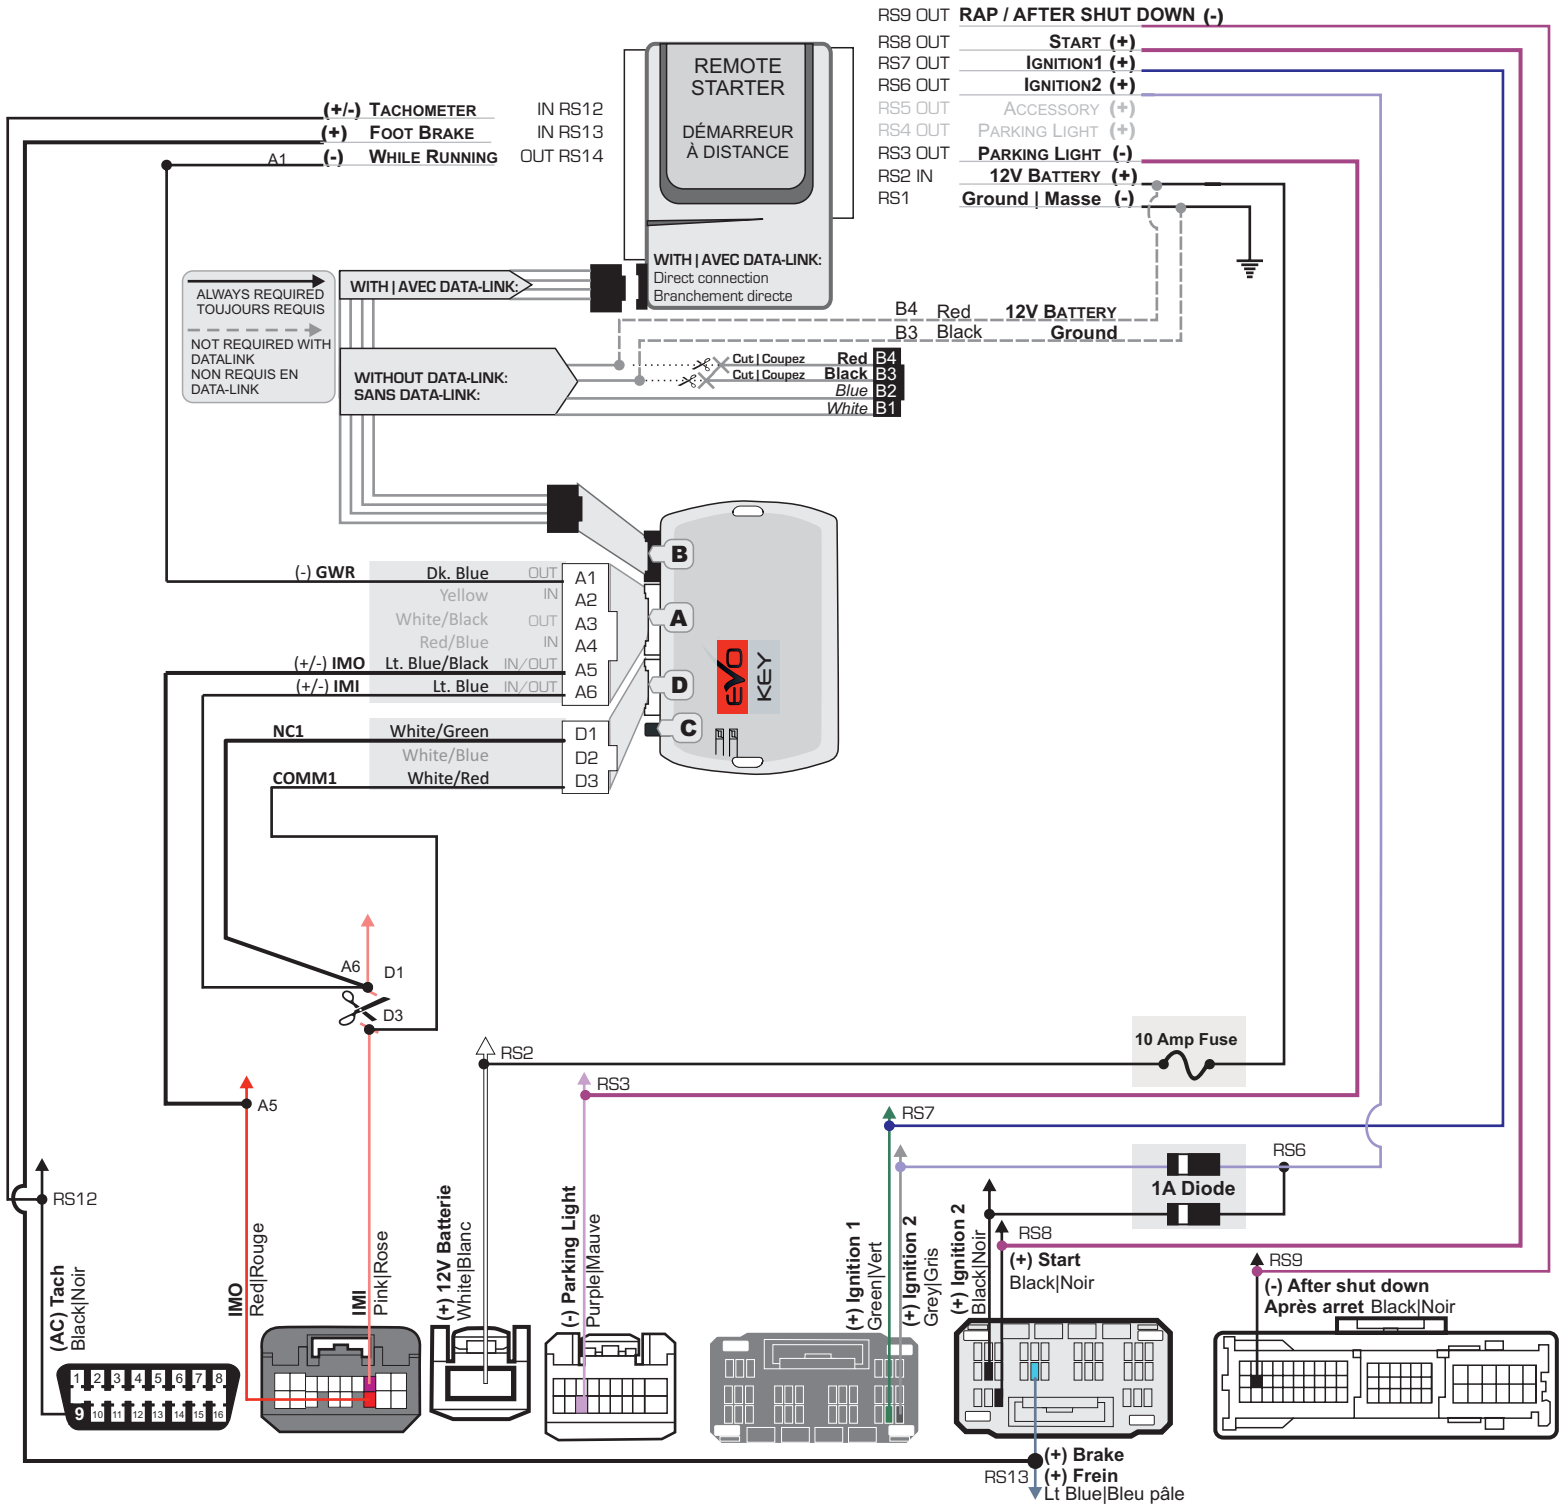 RS9 OUT RAP / AFTER SHUT DOWN (-)
RS8 OUT START (+)
RS7 OUT IGNITION1 (+)
RS6 OUT IGNITION2 (+)
RS5 OUT ACCESSORY (+)
RS4 OUT PARKING LIGHT (+)
RS3 OUT PARKING LIGHT (-)
RS2 IN 12V BATTERY (+)
RS1 Ground | Masse (-)
REMOTE
STARTER
DÉMARREUR
À DISTANCE
WITH | AVEC DATA-LINK:
Direct connection
Branchement directe
(+/-) TACHOMETER IN RS12
(+) FOOT BRAKE IN RS13
A1 (-) WHILE RUNNING OUT RS14
ALWAYS REQUIRED
TOUJOURS REQUIS
NOT REQUIRED WITH
DATALINK
NON REQUIS EN
DATA-LINK
WITH | AVEC DATA-LINK:
WITHOUT DATA-LINK:
SANS DATA-LINK:
B4 Red 12V BATTERY
B3 Black Ground
Cut | Coupez Red B4
Cut | Coupez Black B3
Blue B2
White B1
B
A
D
C
EVO
KEY
(-) GWR Dk. Blue OUT A1
Yellow IN A2
White/Black OUT A3
Red/Blue IN A4
(+/-) IMO Lt. Blue/Black IN/OUT A5
(+/-) IMI Lt. Blue IN/OUT A6
NC1 White/Green D1
White/Blue D2
COMM1 White/Red D3
A6 D1
D3
A5
RS12
RS2
RS3
RS7
RS6
RS8
RS9
10 Amp Fuse
1A Diode
(AC) Tach
Black|Noir
IMO
Red|Rouge
IMI
Pink|Rose
(+) 12V Batterie
White|Blanc
(-) Parking Light
Purple|Mauve
(+) Ignition 1
Green|Vert
(+) Ignition 2
Grey|Gris
(+) Ignition 2
Black|Noir
(+) Start
Black|Noir
(-) After shut down
Après arret Black|Noir
1 2 3 4 5 6 7 8
9 10 11 12 13 14 15 16
RS13
(+) Brake
(+) Frein
Lt Blue|Bleu pâle